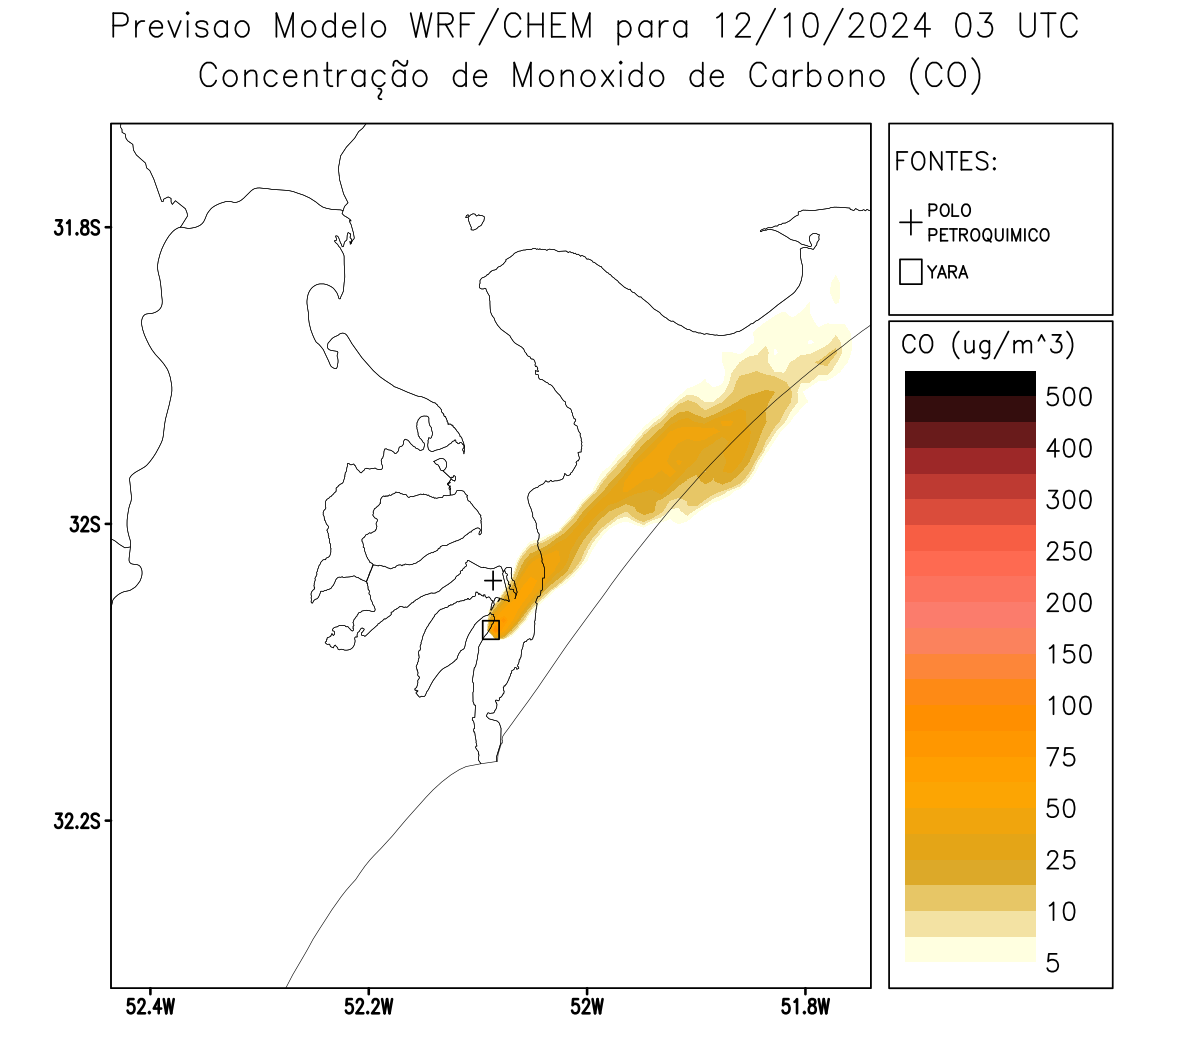 Previsao Modelo WRF/CHEM para 12/10/2024 03 UTC
Concentração de Monoxido de Carbono (CO)
FONTES:
POLO
PETROQUIMICO
YARA
CO (ug/m^3)
500
400
300
250
200
150
100
75
50
25
10
5
31.8S
32S
32.2S
52.4W
52.2W
52W
51.8W